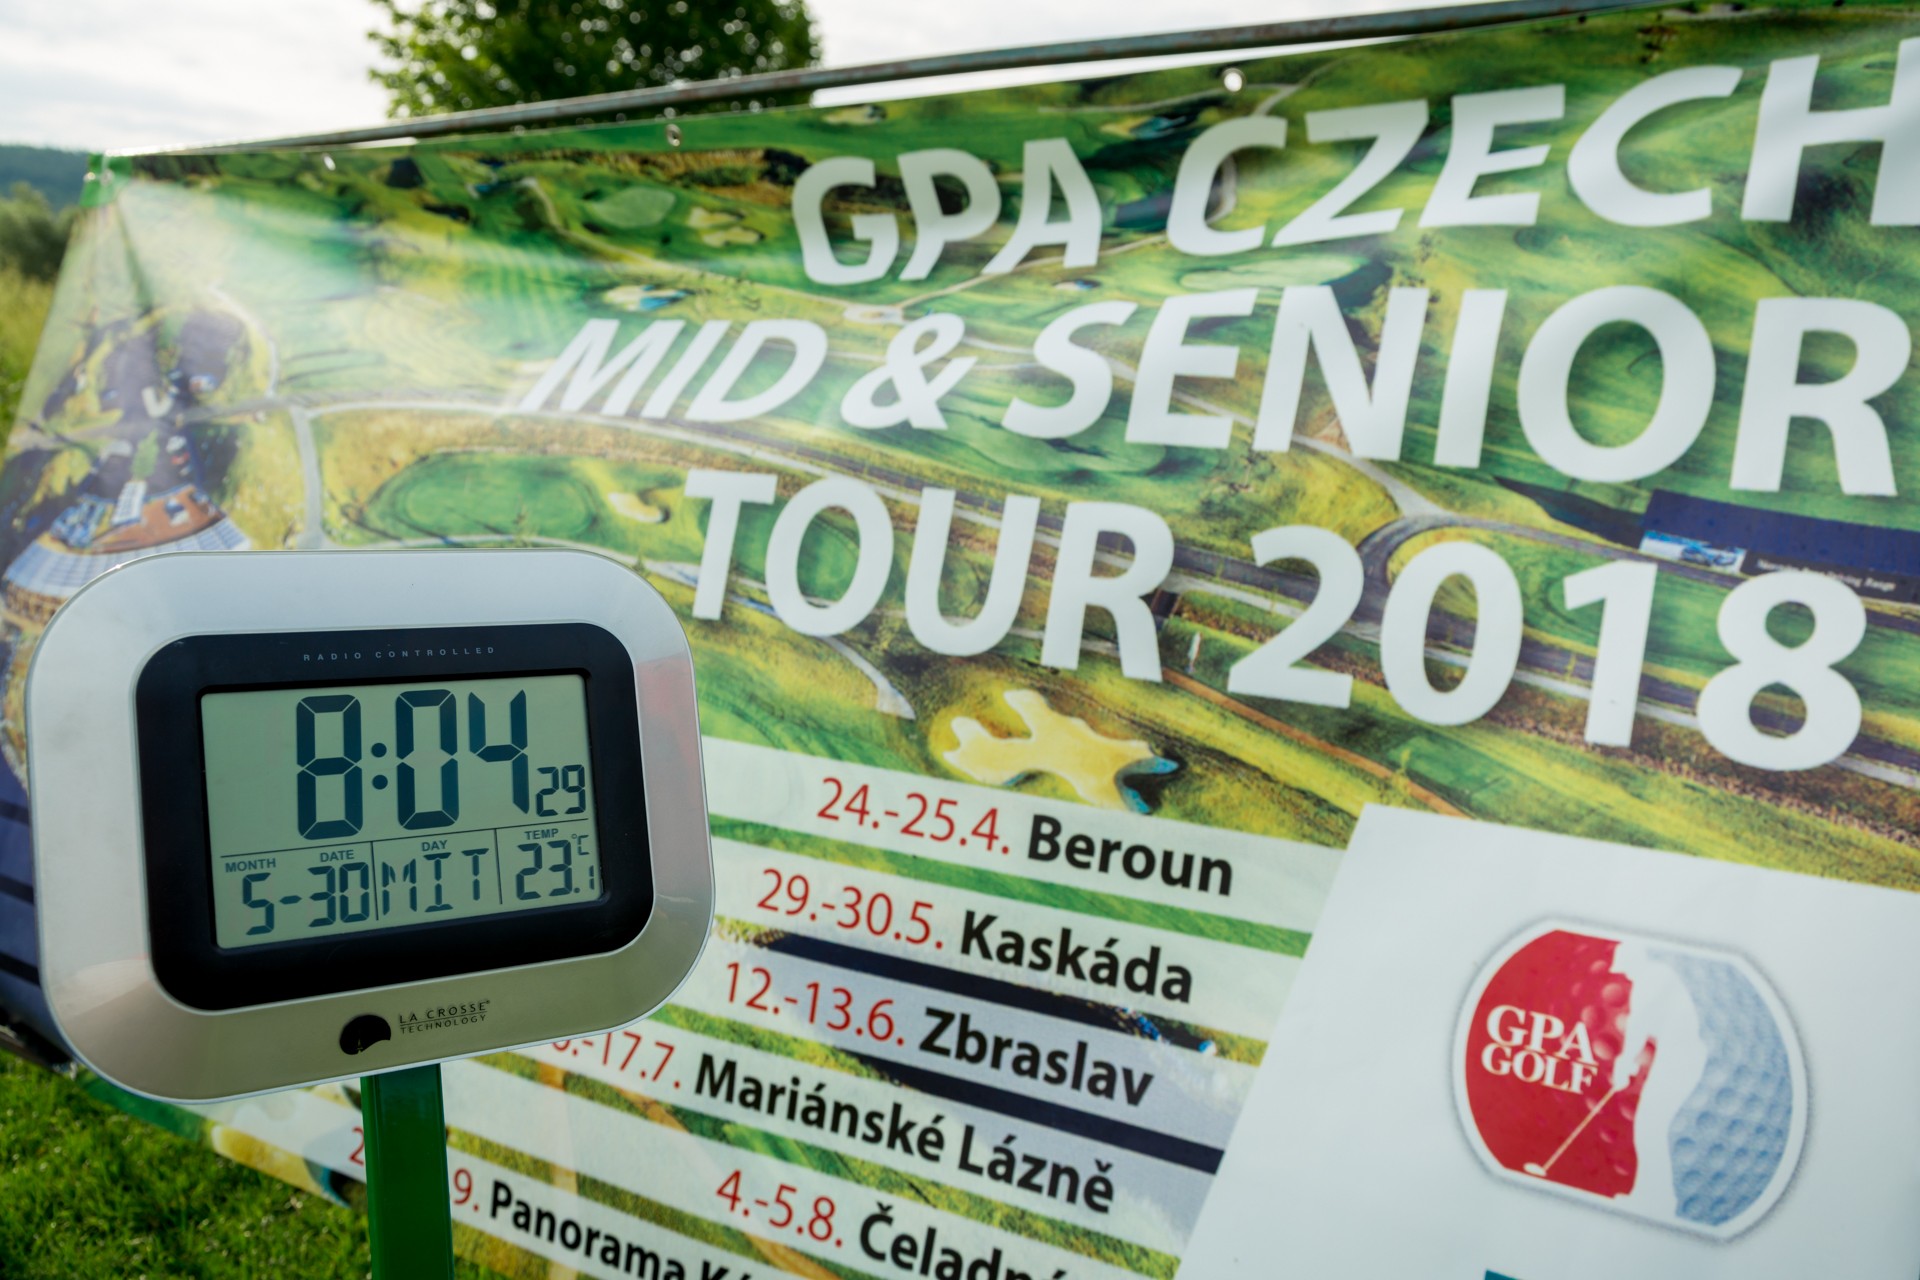 GPA CZECH
MID & SENIOR
TOUR 2018
24.-25.4. Beroun
29.-30.5. Kaskáda
12.-13.6. Zbraslav
-17.7. Mariánské Lázně
4.-5.8.
9. Panorama
GPA
GOLF
RADIO CONTROLLED
8:04 29
MONTH DATE DAY TEMP
5-30 MIT 23.1 °C
LA CROSSE
TECHNOLOGY